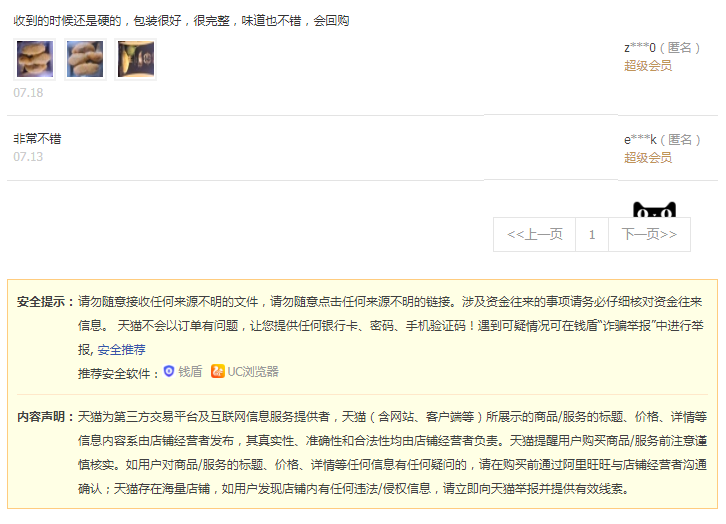 收到的时候还是硬的，包装很好，很完整，味道也不错，会回购
z***0（匿名）
超级会员
07.18
非常不错
e***k（匿名）
07.13
超级会员
<<上一页 1 下一页>>
安全提示：请勿随意接收任何来源不明的文件，请勿随意点击任何来源不明的链接。涉及资金往来的事项请务必仔细核对资金往来
信息。 天猫不会以订单有问题，让您提供任何银行卡、密码、手机验证码！遇到可疑情况可在钱盾“诈骗举报”中进行举
报, 安全推荐
推荐安全软件： 钱盾 UC浏览器
内容声明：天猫为第三方交易平台及互联网信息服务提供者，天猫（含网站、客户端等）所展示的商品/服务的标题、价格、详情等
信息内容系由店铺经营者发布，其真实性、准确性和合法性均由店铺经营者负责。天猫提醒用户购买商品/服务前注意谨
慎核实。如用户对商品/服务的标题、价格、详情等任何信息有任何疑问的，请在购买前通过阿里旺旺与店铺经营者沟通
确认；天猫存在海量店铺，如用户发现店铺内有任何违法/侵权信息，请立即向天猫举报并提供有效线索。